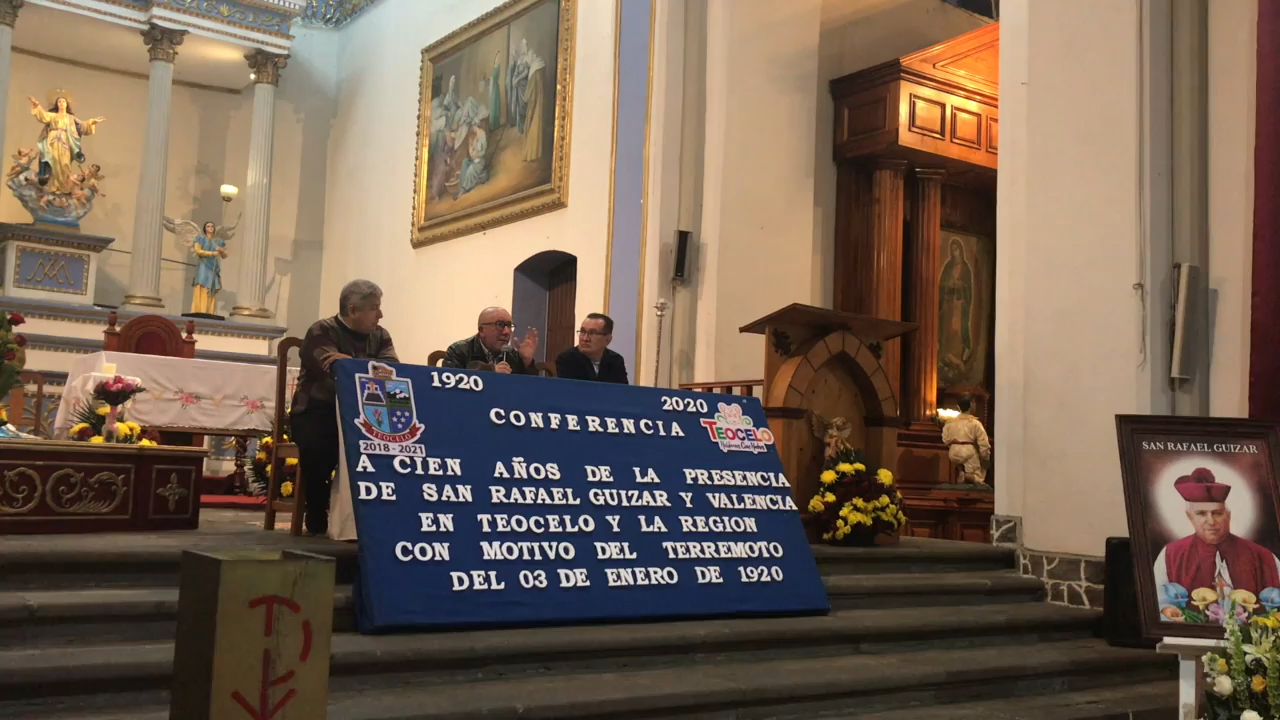 1920
2020
CONFERENCIA
TEOCELO
2018 - 2021
TEOCELO
A CIEN AÑOS DE LA PRESENCIA
DE SAN RAFAEL GUIZAR Y VALENCIA
EN TEOCELO Y LA REGION
CON MOTIVO DEL TERREMOTO
DEL 03 DE ENERO DE 1920
SAN RAFAEL GUIZAR